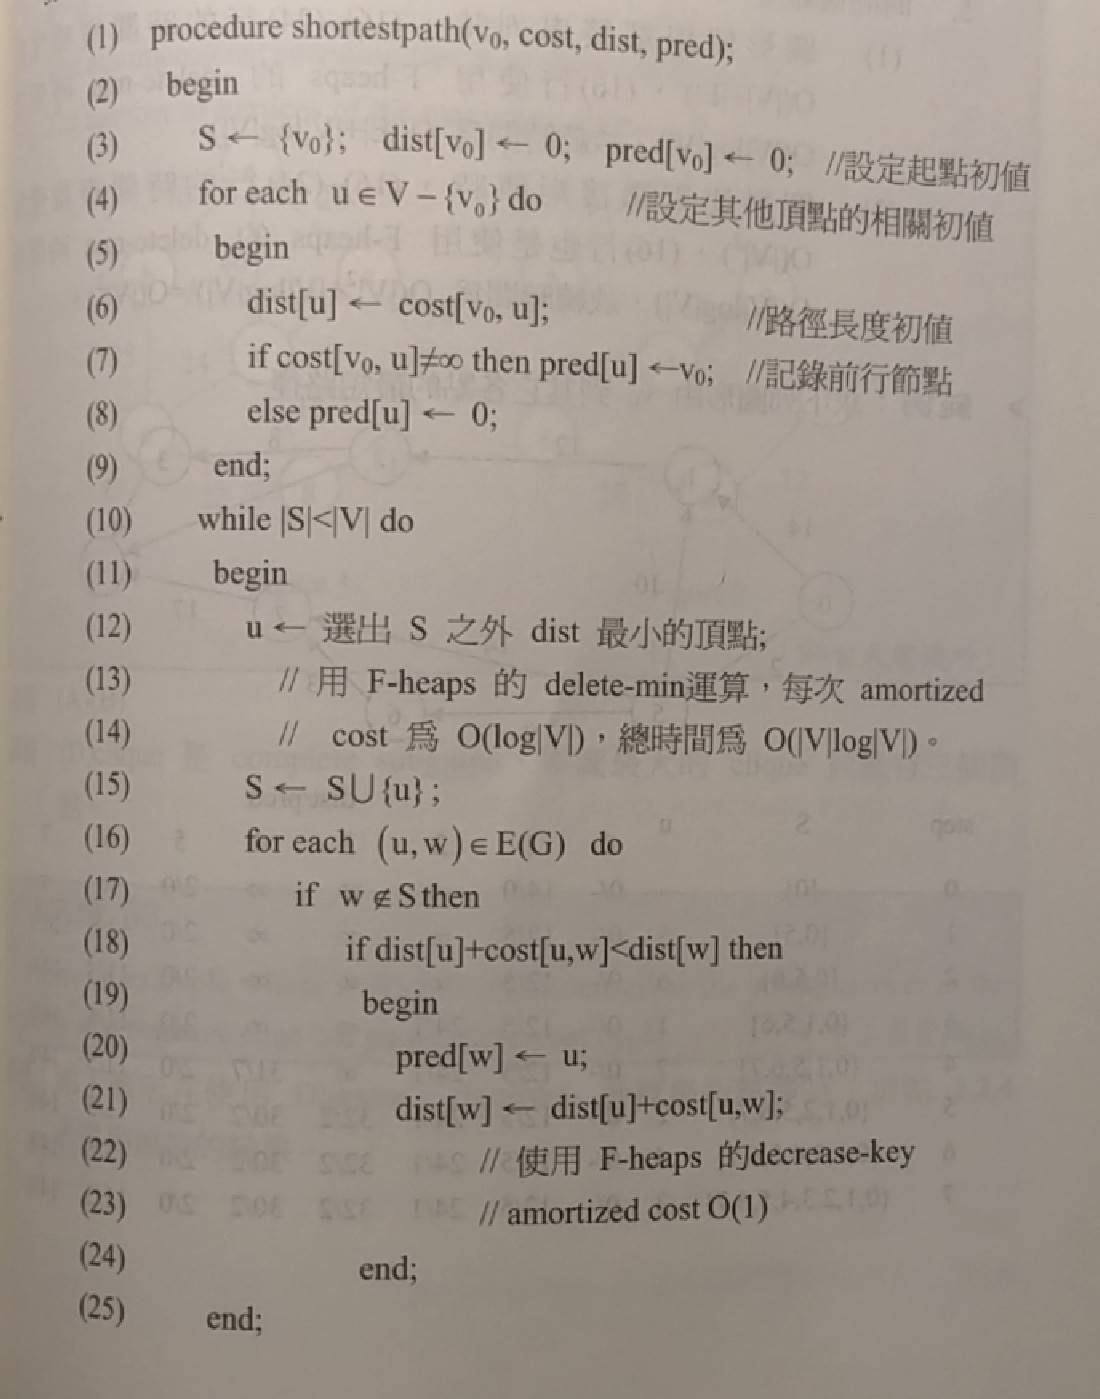 (1) procedure shortestpath(v₀, cost, dist, pred);
(2) begin
(3) S ← {v₀}; dist[v₀] ← 0; pred[v₀] ← 0; //設定起點初值
(4) for each u ∈ V – {v₀} do //設定其他頂點的相關初值
(5) begin
(6) dist[u] ← cost[v₀, u]; //路徑長度初值
(7) if cost[v₀, u]≠∞ then pred[u] ←v₀; //記錄前行節點
(8) else pred[u] ← 0;
(9) end;
(10) while |S|<|V| do
(11) begin
(12) u ← 選出 S 之外 dist 最小的頂點;
(13) // 用 F-heaps 的 delete-min運算，每次 amortized
(14) // cost 為 O(log|V|)，總時間為 O(|V|log|V|)。
(15) S ← S∪{u};
(16) for each (u, w) ∈ E(G) do
(17) if w ∉ S then
(18) if dist[u]+cost[u,w]<dist[w] then
(19) begin
(20) pred[w] ← u;
(21) dist[w] ← dist[u]+cost[u,w];
(22) // 使用 F-heaps 的decrease-key
(23) // amortized cost O(1)
(24) end;
(25) end;